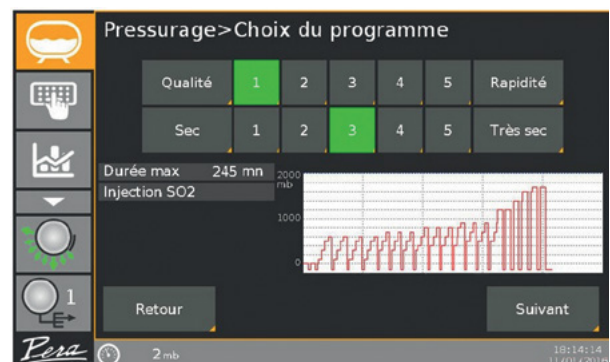 Pressurage>Choix du programme
Qualité 1 2 3 4 5 Rapidité
Sec 1 2 3 4 5 Très sec
Durée max 245 mn
Injection SO2
2000
mb
1000
0
1
Retour Suivant
Pera 2 mb 18:14:14